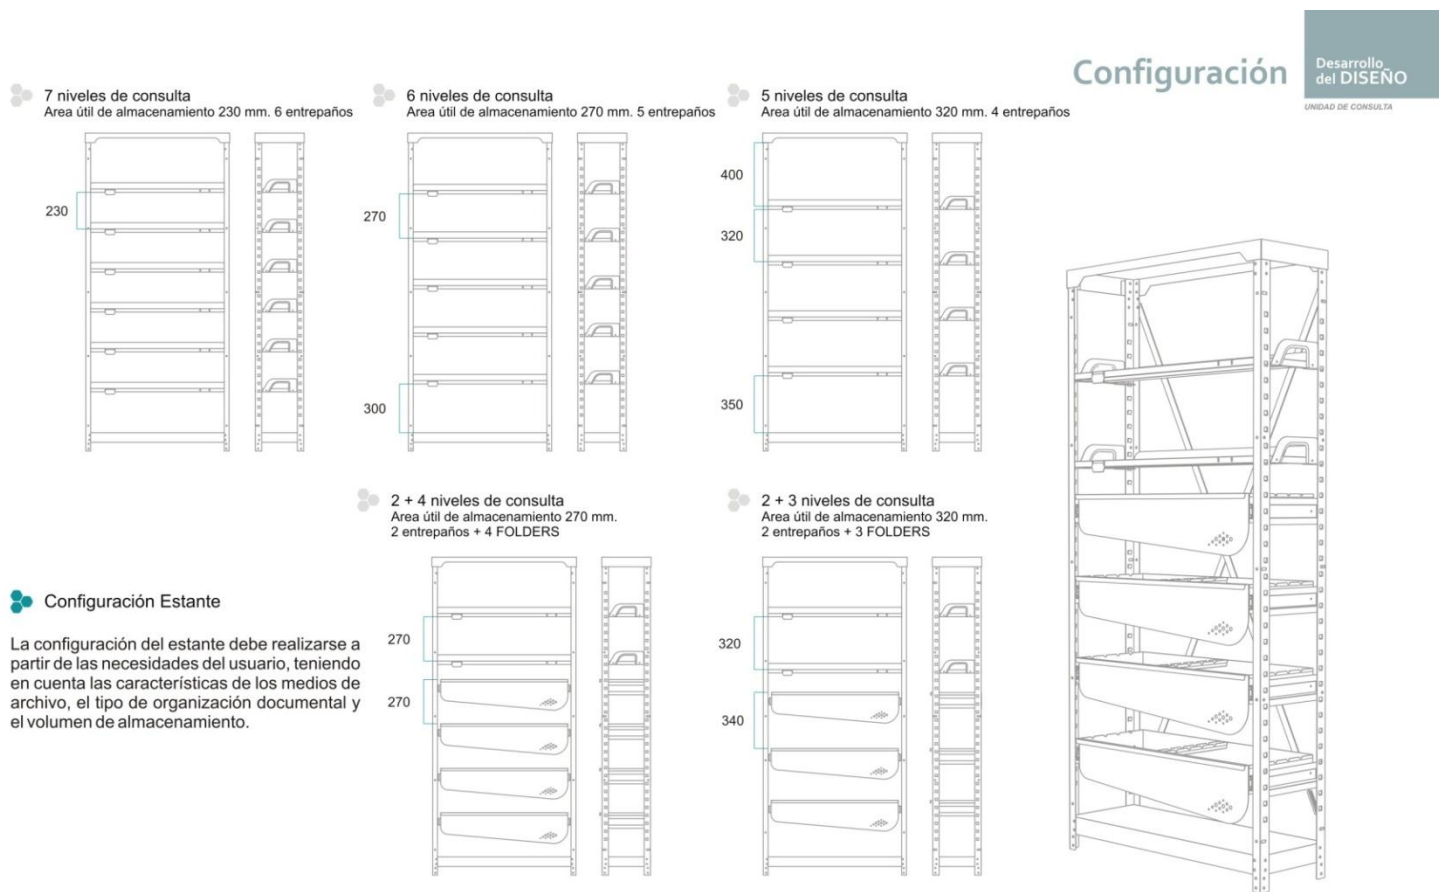 Configuración
Desarrollo
del DISEÑO
UNIDAD DE CONSULTA
7 niveles de consulta
Area útil de almacenamiento 230 mm. 6 entrepaños
230
6 niveles de consulta
Area útil de almacenamiento 270 mm. 5 entrepaños
270
300
5 niveles de consulta
Area útil de almacenamiento 320 mm. 4 entrepaños
400
320
350
2 + 4 niveles de consulta
Area útil de almacenamiento 270 mm.
2 entrepaños + 4 FOLDERS
270
270
2 + 3 niveles de consulta
Area útil de almacenamiento 320 mm.
2 entrepaños + 3 FOLDERS
320
340
Configuración Estante
La configuración del estante debe realizarse a
partir de las necesidades del usuario, teniendo
en cuenta las características de los medios de
archivo, el tipo de organización documental y
el volumen de almacenamiento.